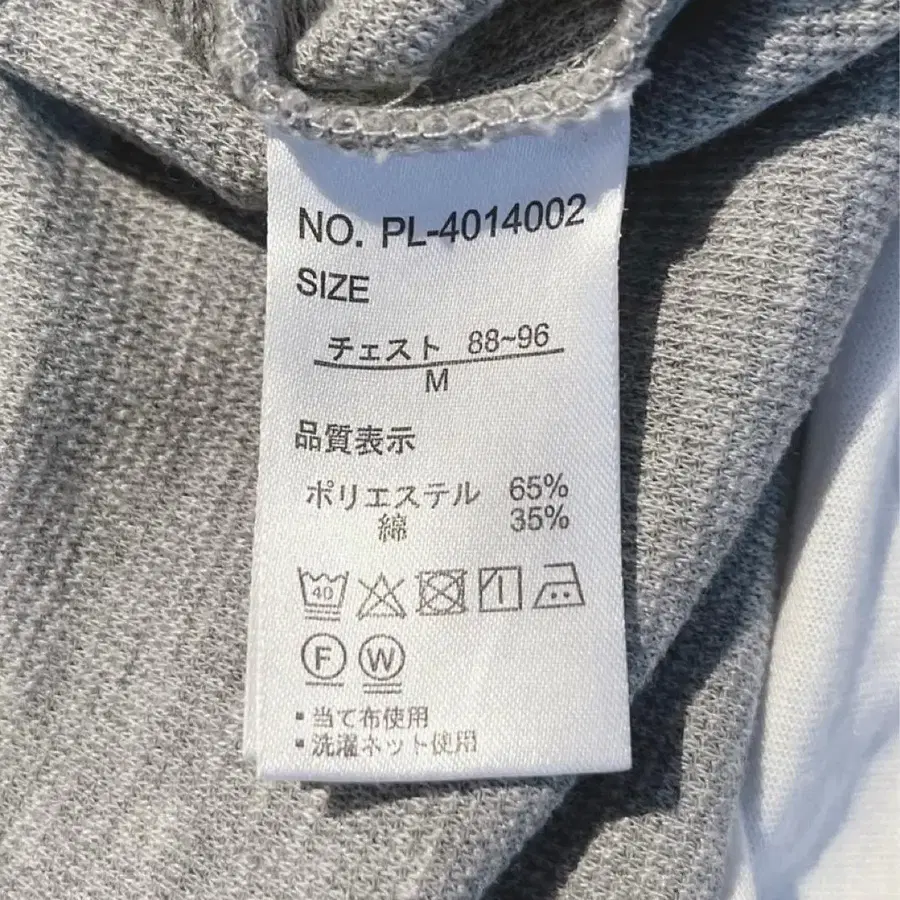 NO. PL-4014002
SIZE
チェスト 88~96
M
品質表示
ポリエステル 65%
綿 35%
40
F W
▪当て布使用
▪洗濯ネット使用